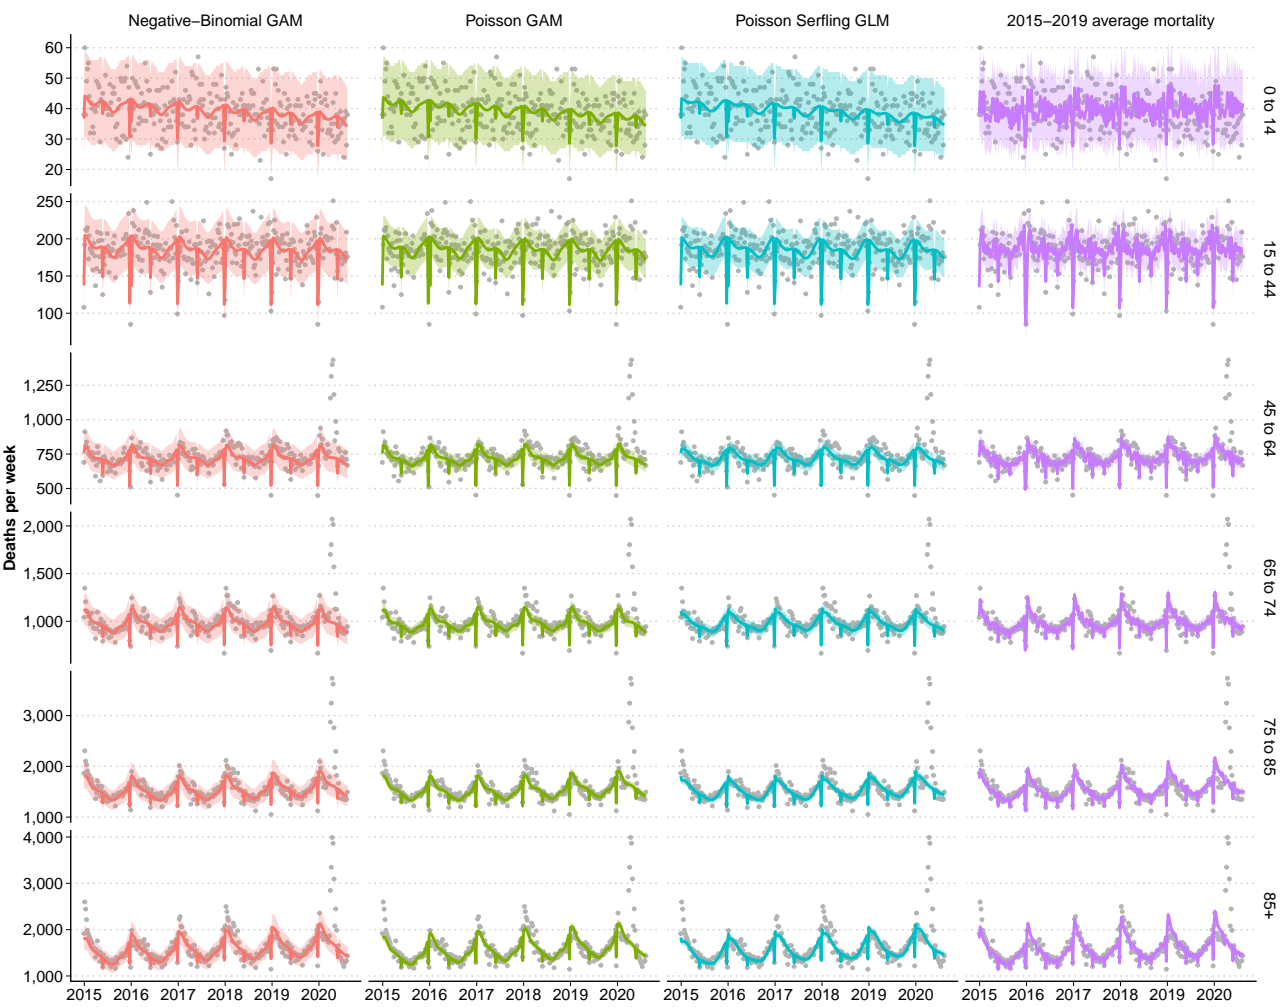 Negative−Binomial GAM
Poisson GAM
Poisson Serfling GLM
2015−2019 average mortality
60
50
40
30
20
0 to 14
250
200
150
100
15 to 44
1,250
1,000
750
500
45 to 64
Deaths per week
2,000
1,500
1,000
65 to 74
3,000
2,000
1,000
75 to 85
4,000
3,000
2,000
1,000
85+
2015 2016 2017 2018 2019 2020 2015 2016 2017 2018 2019 2020 2015 2016 2017 2018 2019 2020 2015 2016 2017 2018 2019 2020